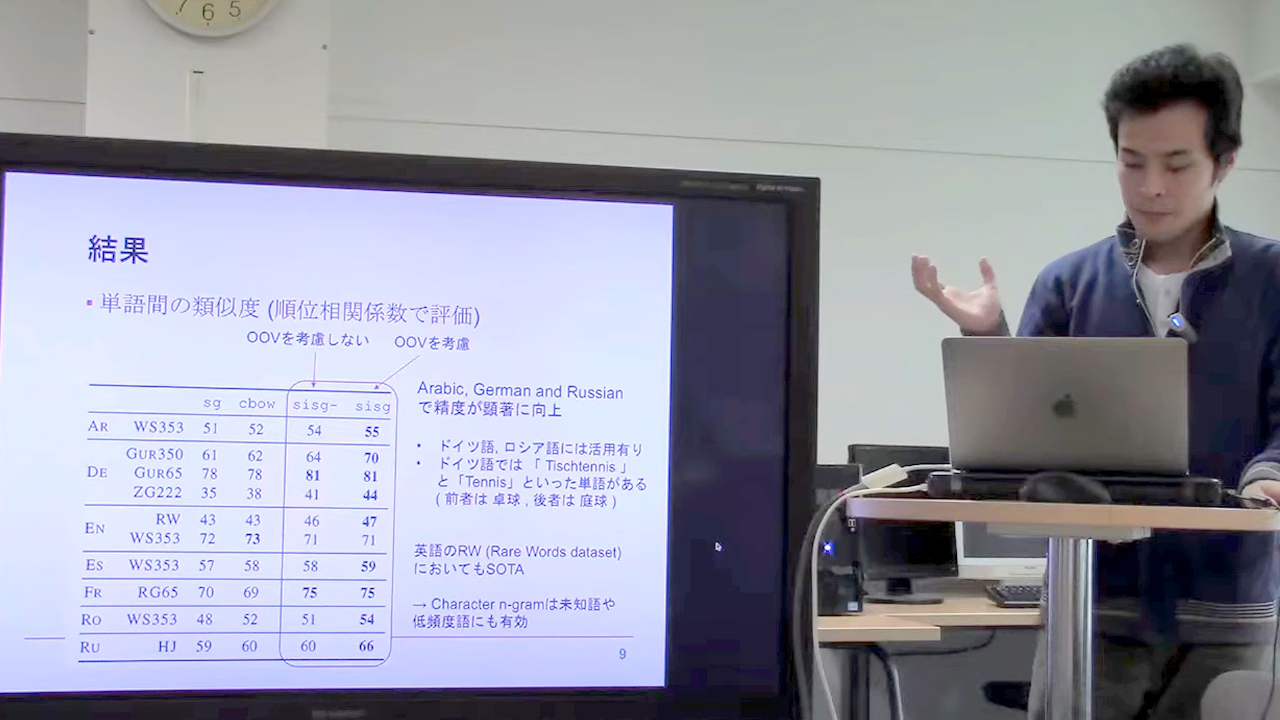 7 6 5
結果
▪ 単語間の類似度 (順位相関係数で評価)
OOVを考慮しない OOVを考慮
sg cbow sisg- sisg
AR WS353 51 52 54 55
GUR350 61 62 64 70
DE GUR65 78 78 81 81
ZG222 35 38 41 44
EN RW 43 43 46 47
WS353 72 73 71 71
ES WS353 57 58 58 59
FR RG65 70 69 75 75
RO WS353 48 52 51 54
RU HJ 59 60 60 66
Arabic, German and Russian
で精度が顕著に向上
• ドイツ語, ロシア語には活用有り
• ドイツ語では 「 Tischtennis 」
と「Tennis」といった単語がある
( 前者は 卓球 , 後者は 庭球 )
英語のRW (Rare Words dataset)
においてもSOTA
→ Character n-gramは未知語や
低頻度語にも有効
9